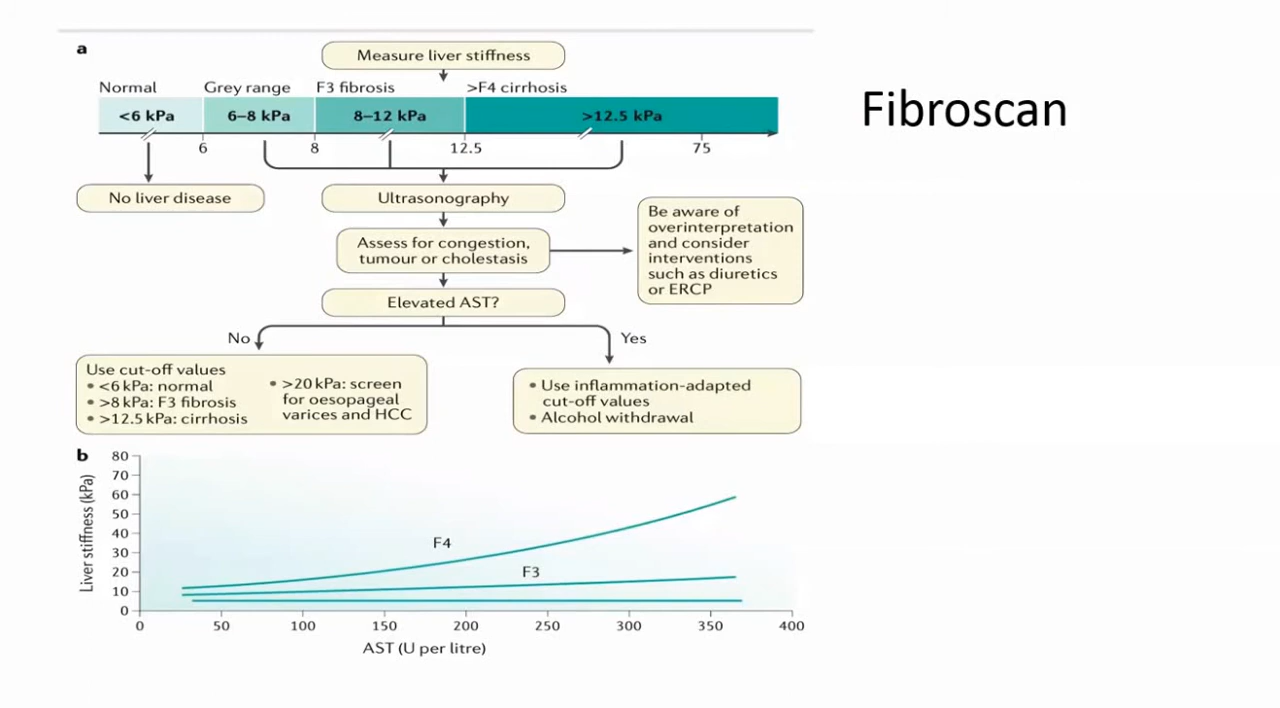 Fibroscan
a
Measure liver stiffness
Normal
Grey range
F3 fibrosis
>F4 cirrhosis
<6 kPa
6–8 kPa
8–12 kPa
>12.5 kPa
6
8
12.5
75
No liver disease
Ultrasonography
Assess for congestion,
tumour or cholestasis
Be aware of
overinterpretation
and consider
interventions
such as diuretics
or ERCP
Elevated AST?
No
Yes
Use cut-off values
• <6 kPa: normal
• >8 kPa: F3 fibrosis
• >12.5 kPa: cirrhosis
• >20 kPa: screen
for oesopageal
varices and HCC
• Use inflammation-adapted
cut-off values
• Alcohol withdrawal
b
Liver stiffness (kPa)
80
70
60
50
40
30
20
10
0
F4
F3
0
50
100
150
200
250
300
350
400
AST (U per litre)